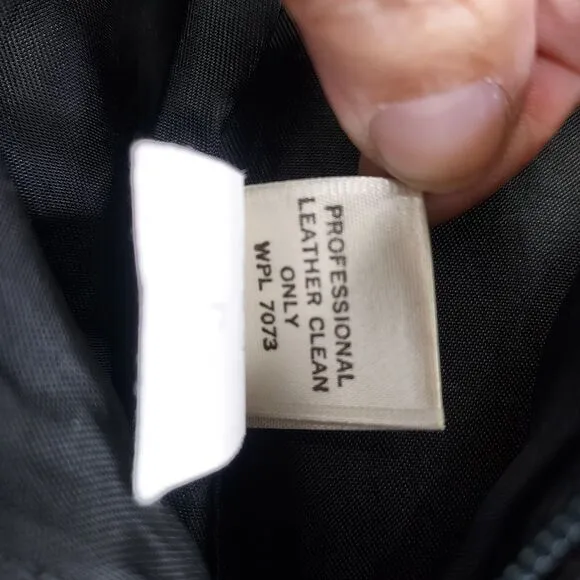 PROFESSIONAL
LEATHER CLEAN
ONLY
WPL 7073